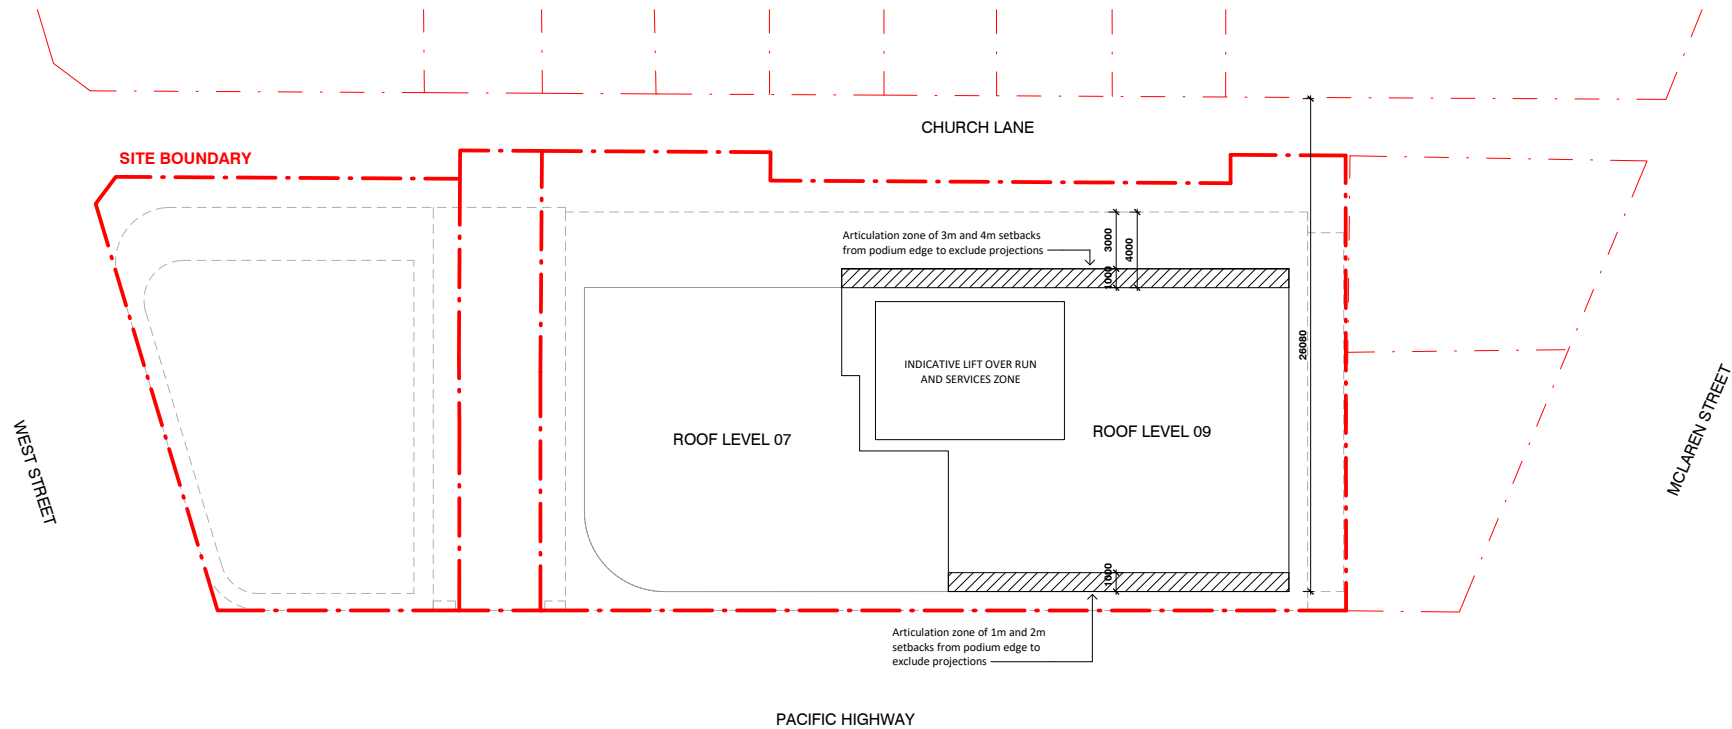 CHURCH LANE
SITE BOUNDARY
Articulation zone of 3m and 4m setbacks
from podium edge to exclude projections
3000
4000
1000
26080
INDICATIVE LIFT OVER RUN
AND SERVICES ZONE
ROOF LEVEL 07
ROOF LEVEL 09
WEST STREET
MCLAREN STREET
1000
Articulation zone of 1m and 2m
setbacks from podium edge to
exclude projections
PACIFIC HIGHWAY